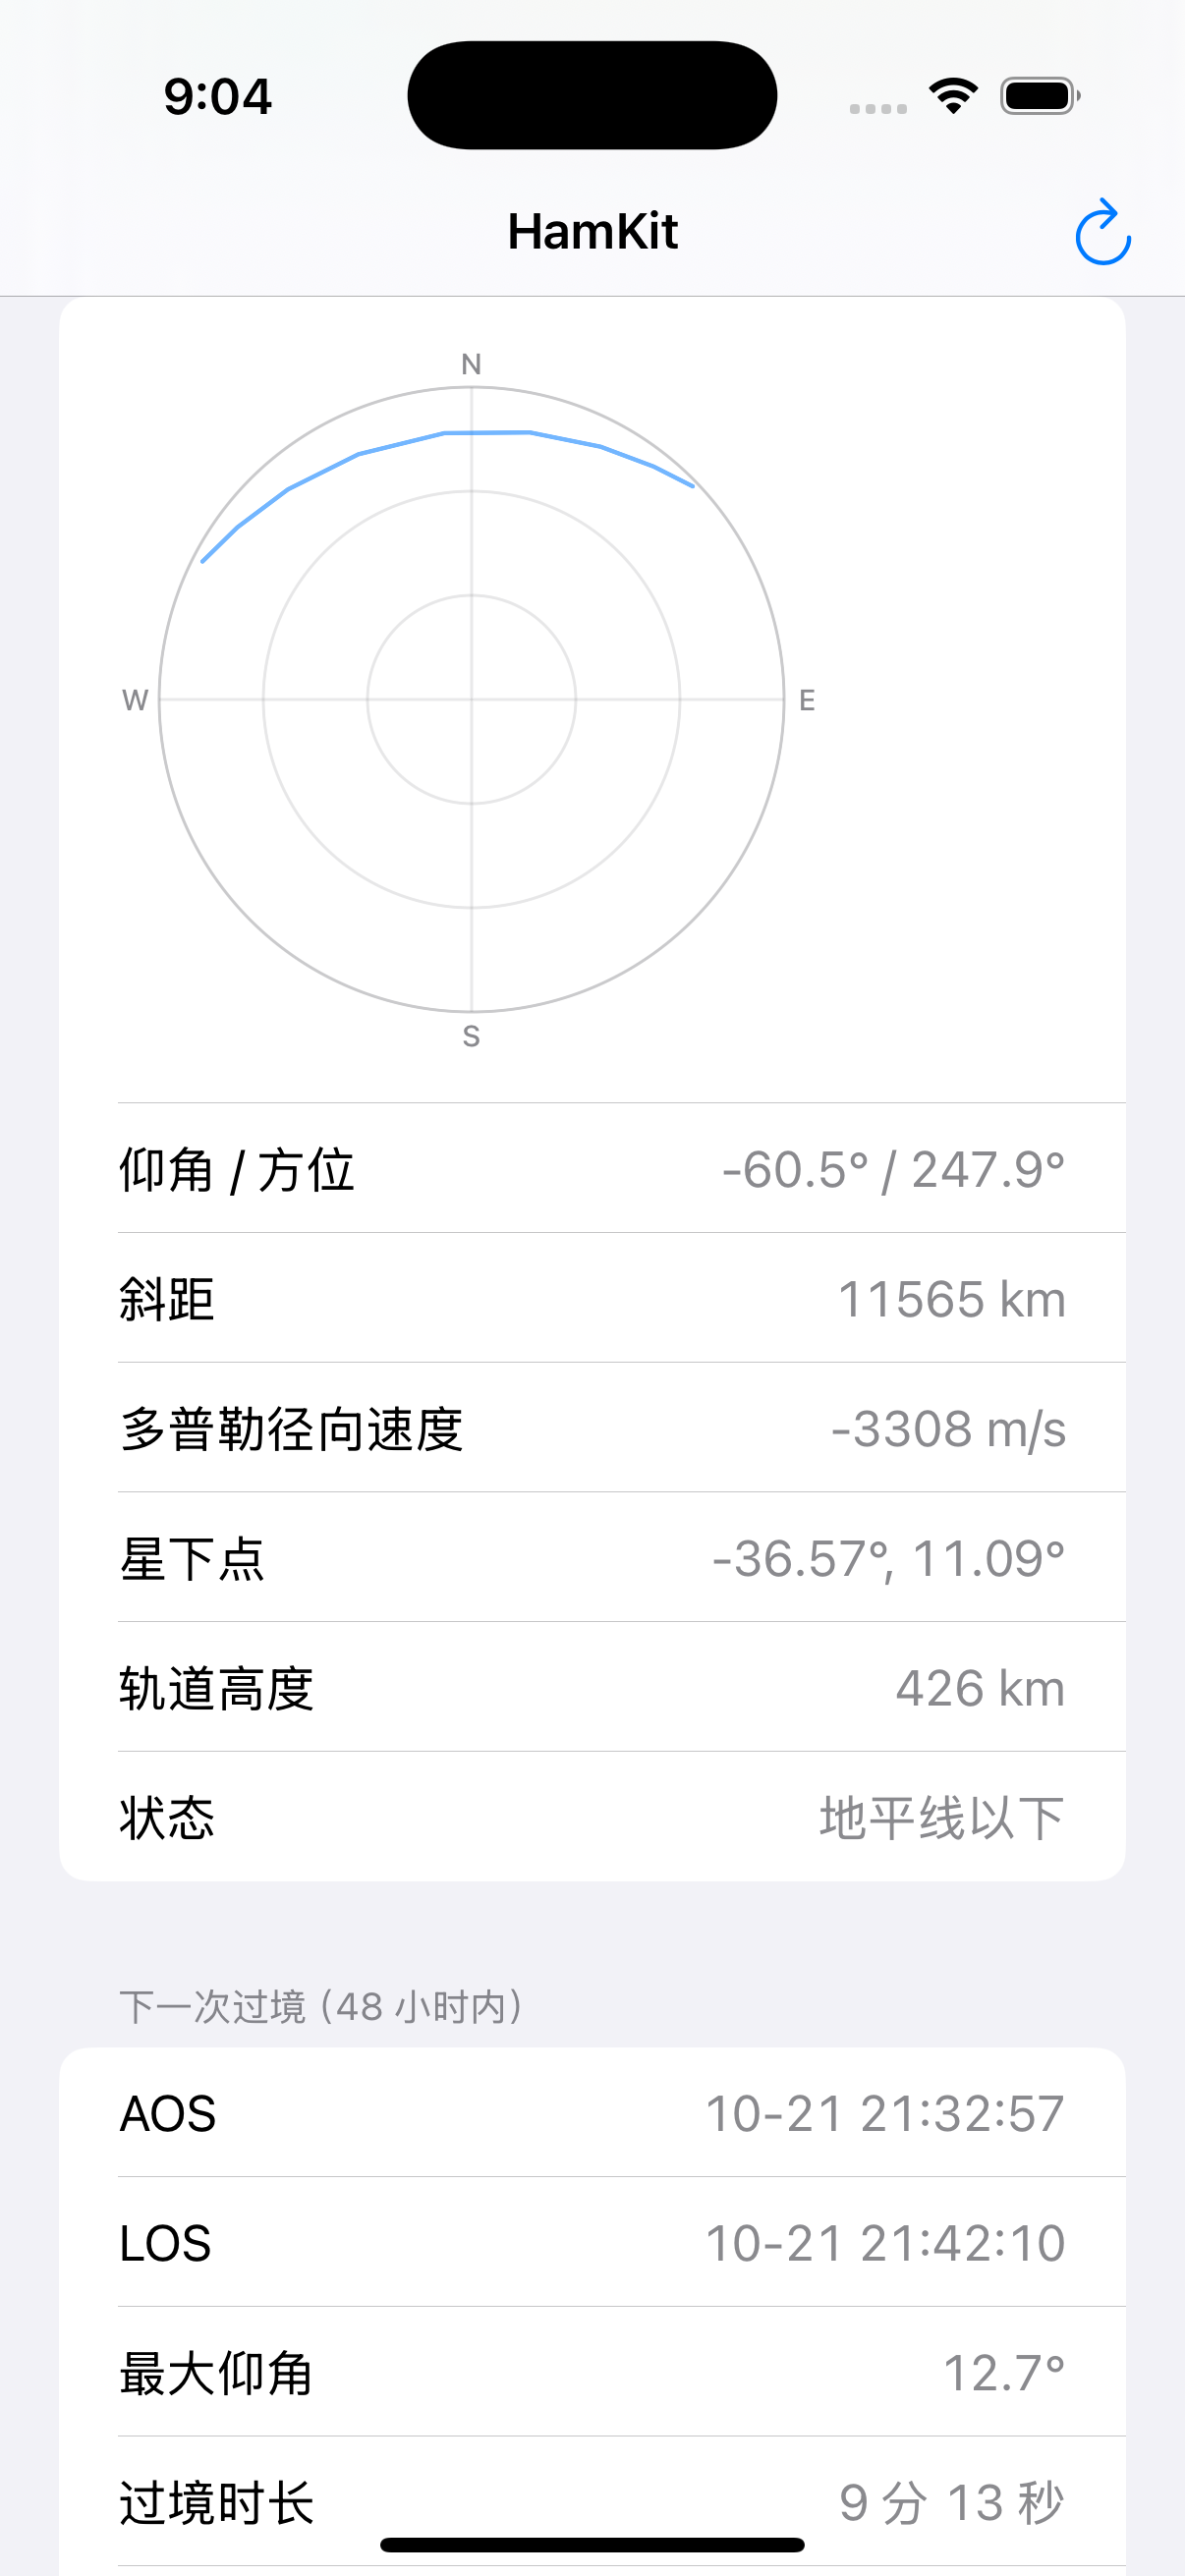 9:04
HamKit
N
W
E
S
仰角 / 方位 -60.5° / 247.9°
斜距 11565 km
多普勒径向速度 -3308 m/s
星下点 -36.57°, 11.09°
轨道高度 426 km
状态 地平线以下
下一次过境 (48 小时内)
AOS 10-21 21:32:57
LOS 10-21 21:42:10
最大仰角 12.7°
过境时长 9 分 13 秒